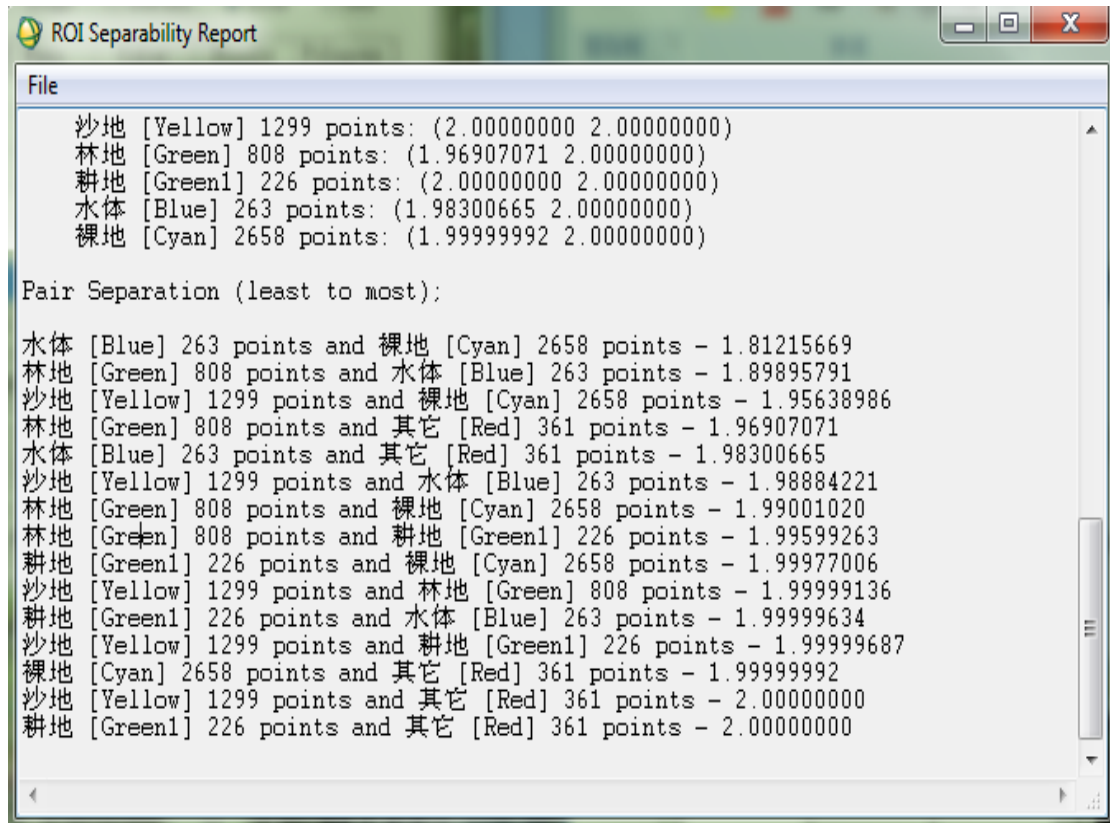 ROI Separability Report
File
沙地 [Yellow] 1299 points: (2.00000000 2.00000000)
林地 [Green] 808 points: (1.96907071 2.00000000)
耕地 [Green1] 226 points: (2.00000000 2.00000000)
水体 [Blue] 263 points: (1.98300665 2.00000000)
裸地 [Cyan] 2658 points: (1.99999992 2.00000000)
Pair Separation (least to most);
水体 [Blue] 263 points and 裸地 [Cyan] 2658 points - 1.81215669
林地 [Green] 808 points and 水体 [Blue] 263 points - 1.89895791
沙地 [Yellow] 1299 points and 裸地 [Cyan] 2658 points - 1.95638986
林地 [Green] 808 points and 其它 [Red] 361 points - 1.96907071
水体 [Blue] 263 points and 其它 [Red] 361 points - 1.98300665
沙地 [Yellow] 1299 points and 水体 [Blue] 263 points - 1.98884221
林地 [Green] 808 points and 裸地 [Cyan] 2658 points - 1.99001020
林地 [Green] 808 points and 耕地 [Green1] 226 points - 1.99599263
耕地 [Green1] 226 points and 裸地 [Cyan] 2658 points - 1.99977006
沙地 [Yellow] 1299 points and 林地 [Green] 808 points - 1.99999136
耕地 [Green1] 226 points and 水体 [Blue] 263 points - 1.99999634
沙地 [Yellow] 1299 points and 耕地 [Green1] 226 points - 1.99999687
裸地 [Cyan] 2658 points and 其它 [Red] 361 points - 1.99999992
沙地 [Yellow] 1299 points and 其它 [Red] 361 points - 2.00000000
耕地 [Green1] 226 points and 其它 [Red] 361 points - 2.00000000